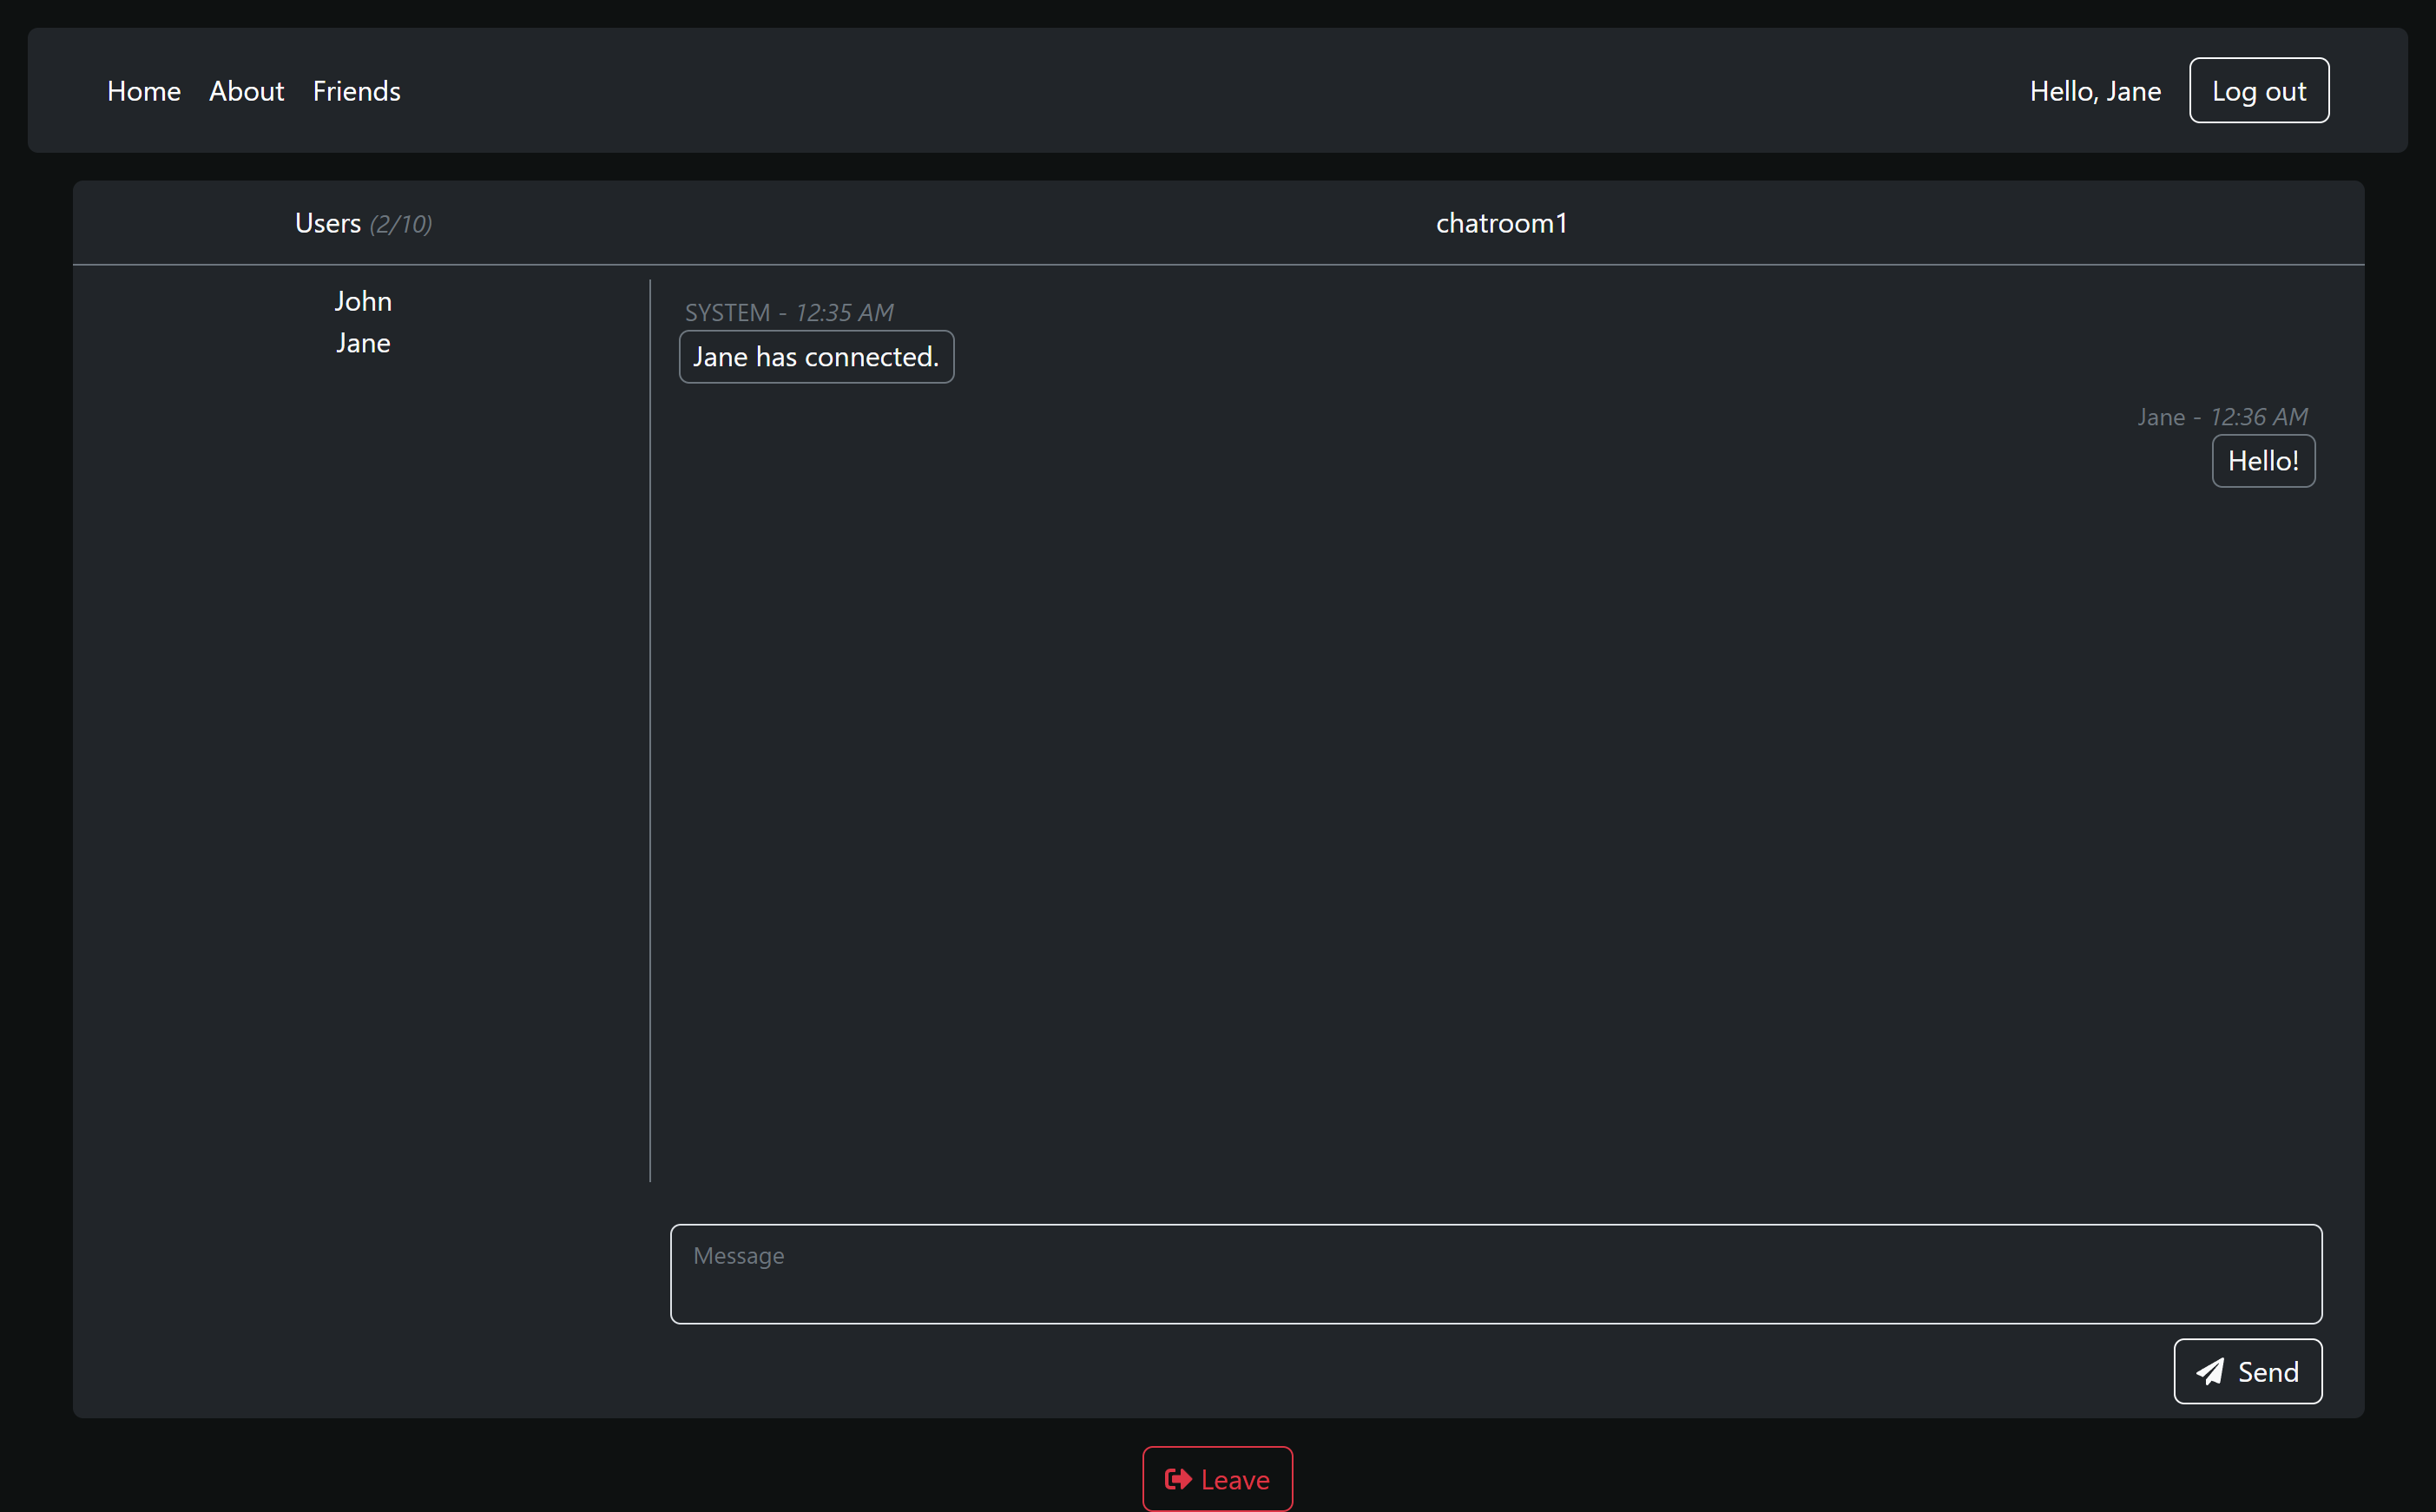 Home About Friends Hello, Jane Log out
Users (2/10) chatroom1
John
Jane
SYSTEM - 12:35 AM
Jane has connected.
Jane - 12:36 AM
Hello!
Message
Send
Leave